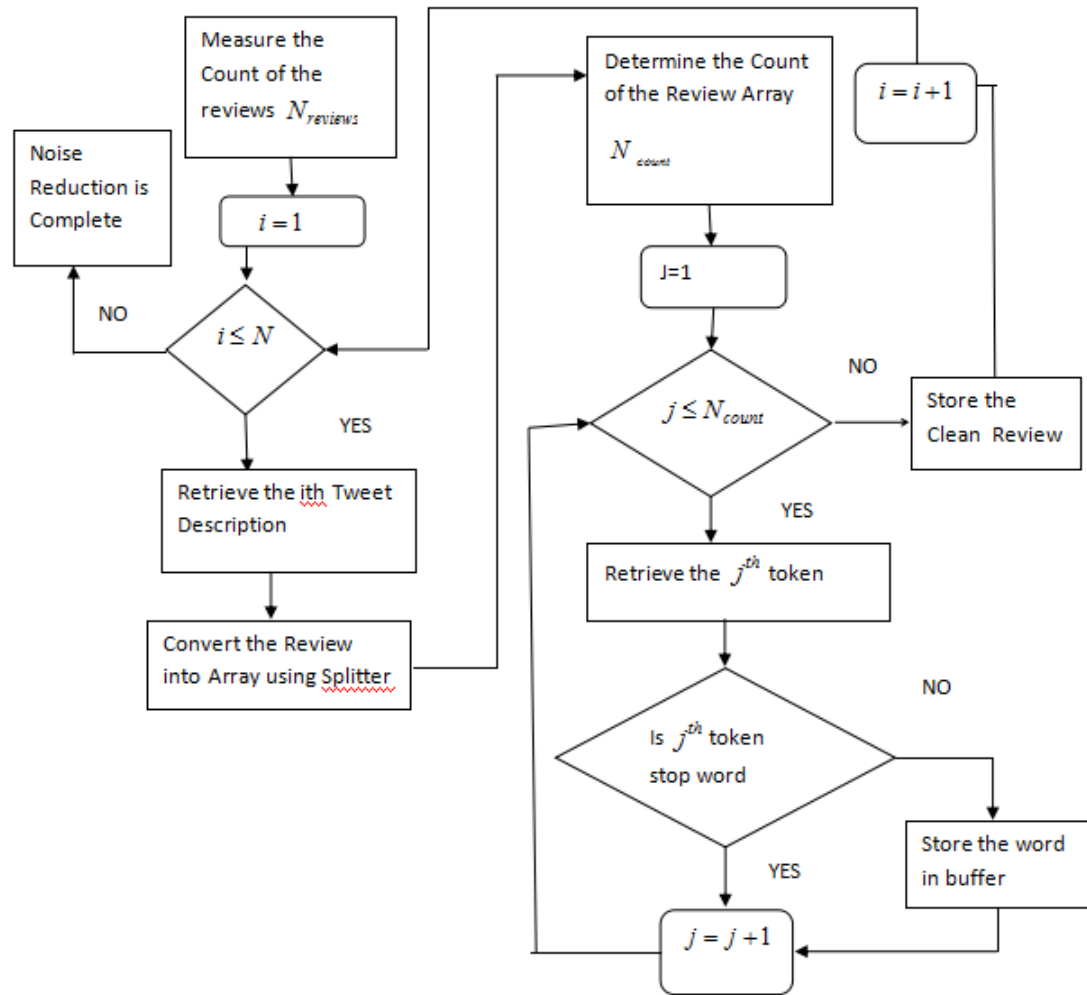 Measure the
Count of the
reviews N_reviews
Noise
Reduction is
Complete
i = 1
NO
i ≤ N
YES
Retrieve the ith Tweet
Description
Convert the Review
into Array using Splitter
Determine the Count
of the Review Array
N_count
i = i+1
J=1
NO
j ≤ N_count
Store the
Clean Review
YES
Retrieve the j^th token
NO
Is j^th token
stop word
Store the word
in buffer
YES
j = j+1